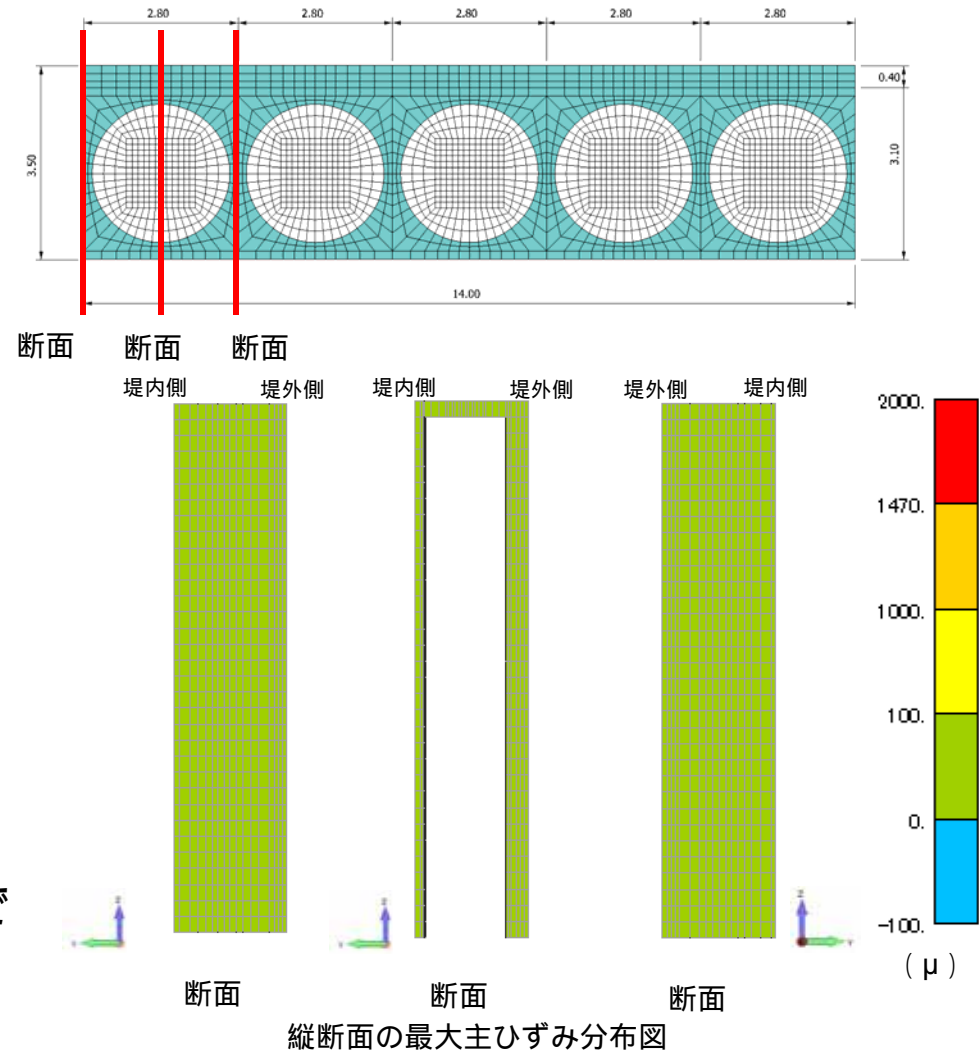 2.80 2.80 2.80 2.80 2.80
0.40
3.50
3.10
14.00
断面 断面 断面
堤内側 堤外側 堤内側 堤外側 堤外側 堤内側
2000.
1470.
1000.
100.
0.
-100.
(μ)
Z Y Z Y Z Y
断面 断面 断面
縦断面の最大主ひずみ分布図